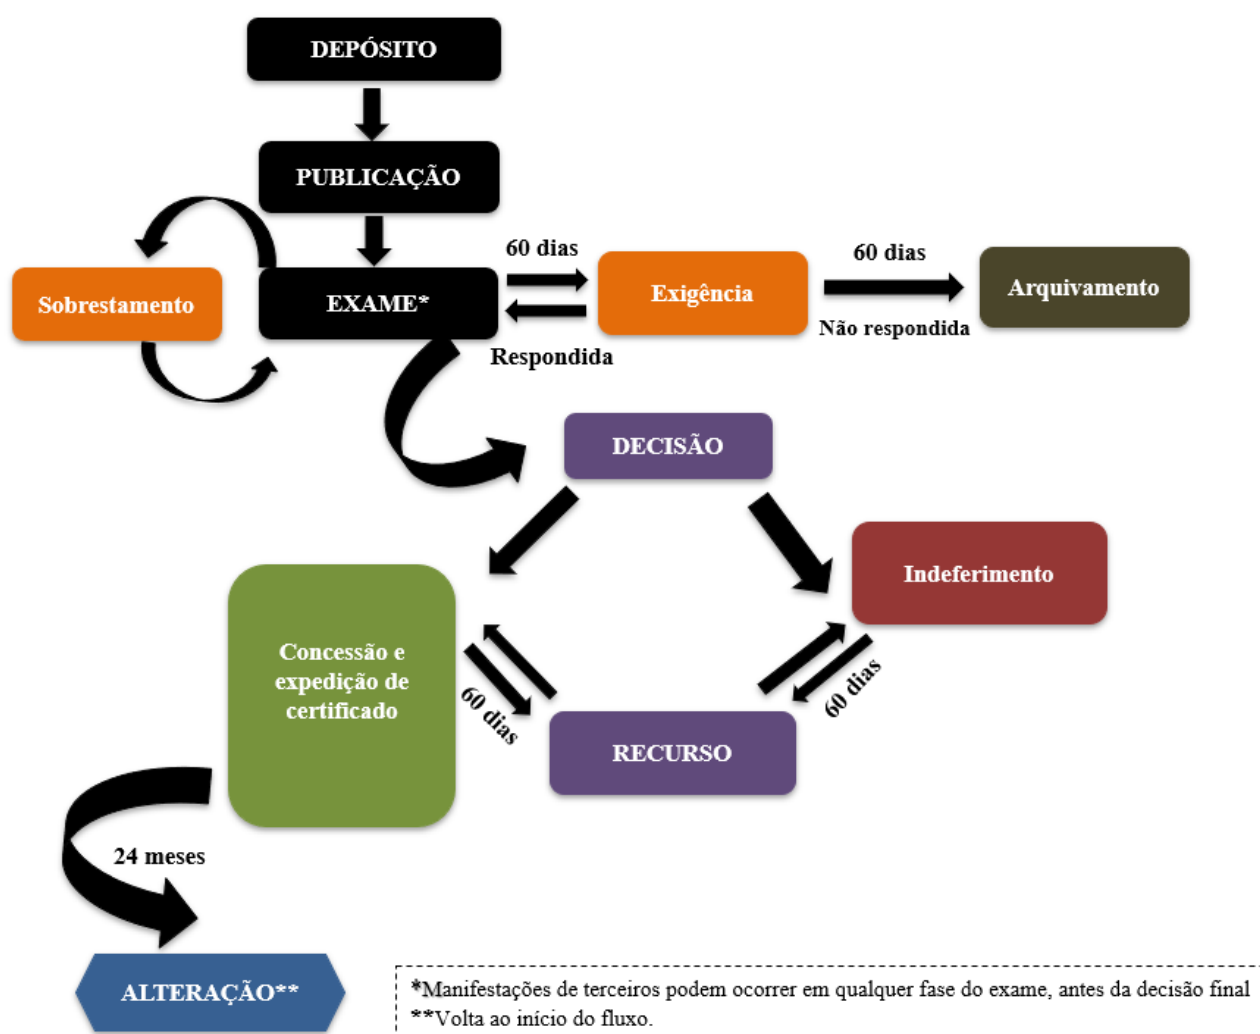 DEPÓSITO
PUBLICAÇÃO
60 dias
60 dias
Sobrestamento
EXAME*
Exigência
Arquivamento
Respondida
Não respondida
DECISÃO
Indeferimento
Concessão e
expedição de
certificado
60 dias
60 dias
RECURSO
24 meses
ALTERAÇÃO**
*Manifestações de terceiros podem ocorrer em qualquer fase do exame, antes da decisão final
**Volta ao início do fluxo.